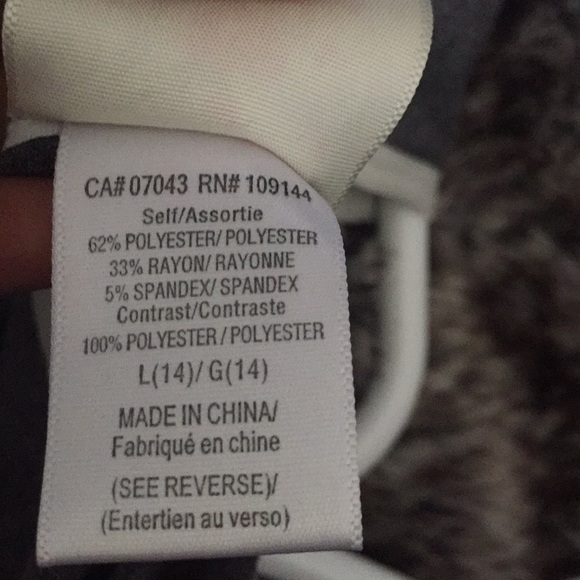 CA# 07043 RN# 109144
Self/Assortie
62% POLYESTER/ POLYESTER
33% RAYON/ RAYONNE
5% SPANDEX/ SPANDEX
Contrast/Contraste
100% POLYESTER / POLYESTER
L(14)/ G(14)
MADE IN CHINA/
Fabriqué en chine
(SEE REVERSE)/
(Entertien au verso)